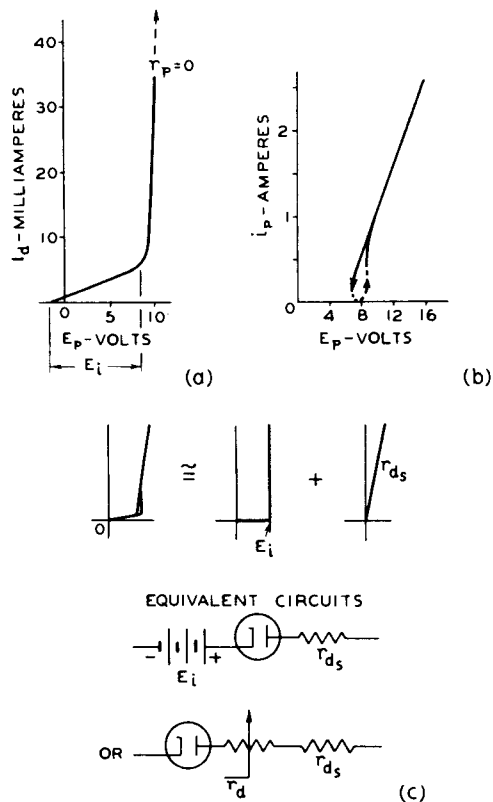 40
30
20
10
I_d-MILLIAMPERES
r_p=0
0 5 10
E_p-VOLTS
E_i
(a)
2
1
0
i_p-AMPERES
0 4 8 12 16
E_p-VOLTS
(b)
0
≅
E_i
+
r_ds
EQUIVALENT CIRCUITS
- +
E_i
r_ds
OR
r_d
r_ds
(c)